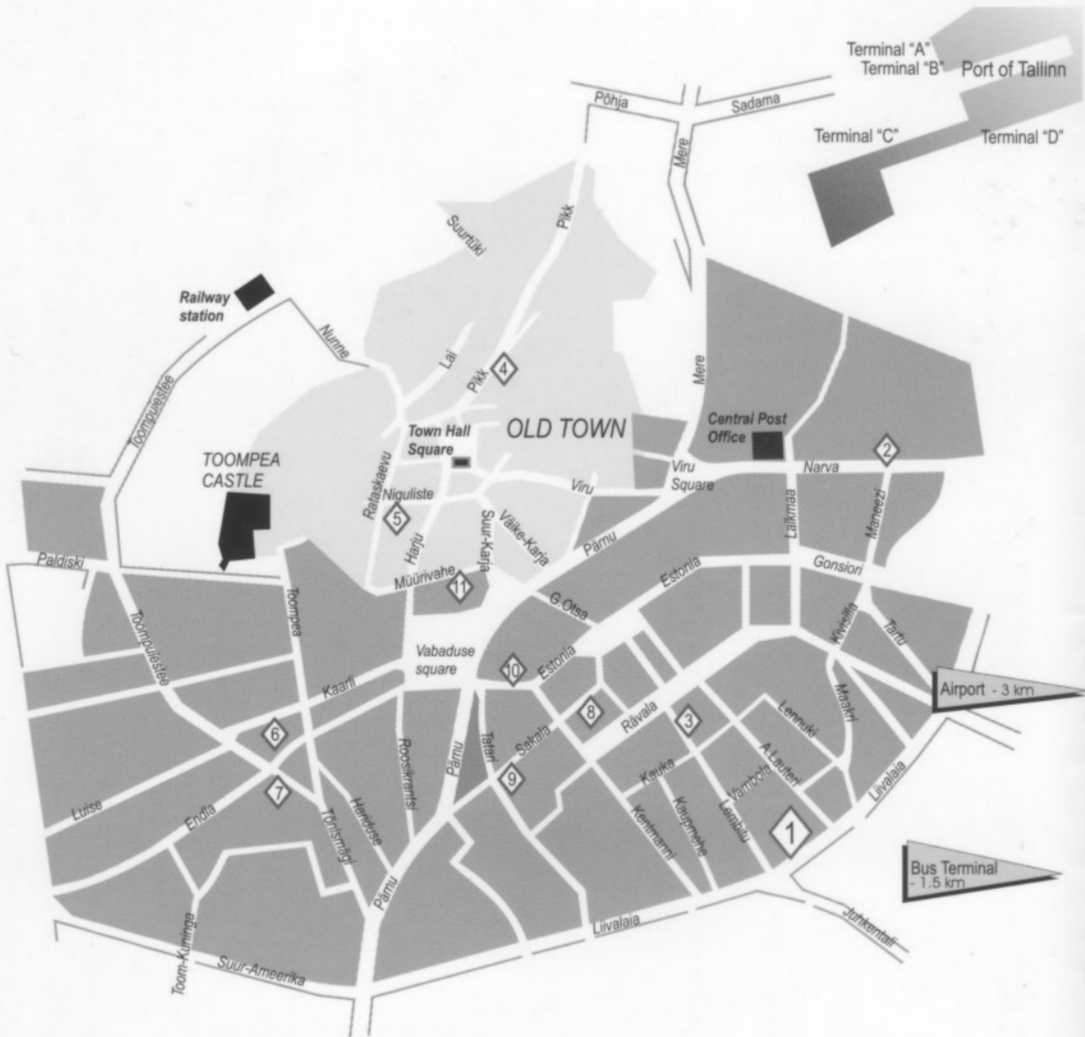 Terminal "A"
Terminal "B"
Port of Tallinn
Terminal "C"
Terminal "D"
Põhja
Sadama
Mere
Pikk
Suurtüki
Railway
station
Nunne
Toompuiestee
Lai
Pikk
4
Mere
OLD TOWN
Town Hall
Square
Central Post
Office
2
TOOMPEA
CASTLE
Rataskaevu
Niguliste
5
Harju
Viru
Viru
Square
Narva
Laikmaa
Maneezi
Suur-Karja
Väike-Karja
Pärnu
Paldiski
Müürivahe
11
Estonia
Gonsiori
G.Otsa
Toompea
Toompuiestee
Kivisilla
Tartu
Vabaduse
square
10
Estonia
Kaarli
Airport - 3 km
6
8
Rävala
3
Maakri
Lennuki
Roosikrantsi
Pärnu
Tatari
Sakala
9
Kauka
A.Lauteri
Vambola
Liivalaia
7
Luise
Endla
Tõnismägi
Hariduse
Kentmanni
Kaupmehe
Lembitu
1
Bus Terminal
- 1.5 km
Pärnu
Toom-Kuninga
Suur-Ameerika
Liivalaia
Juhkentali